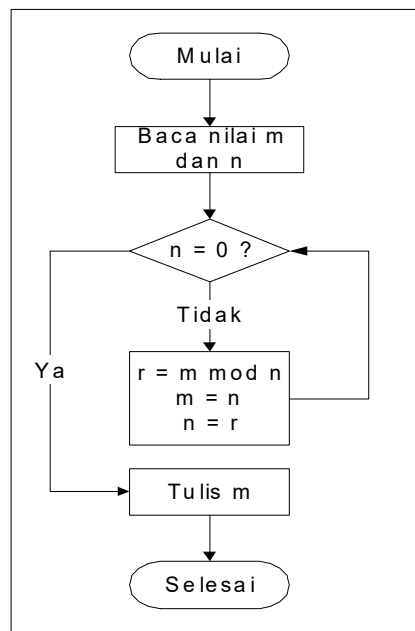 Mulai
Baca nilai m
dan n
n = 0 ?
Tidak
Ya
r = m mod n
m = n
n = r
Tulis m
Selesai